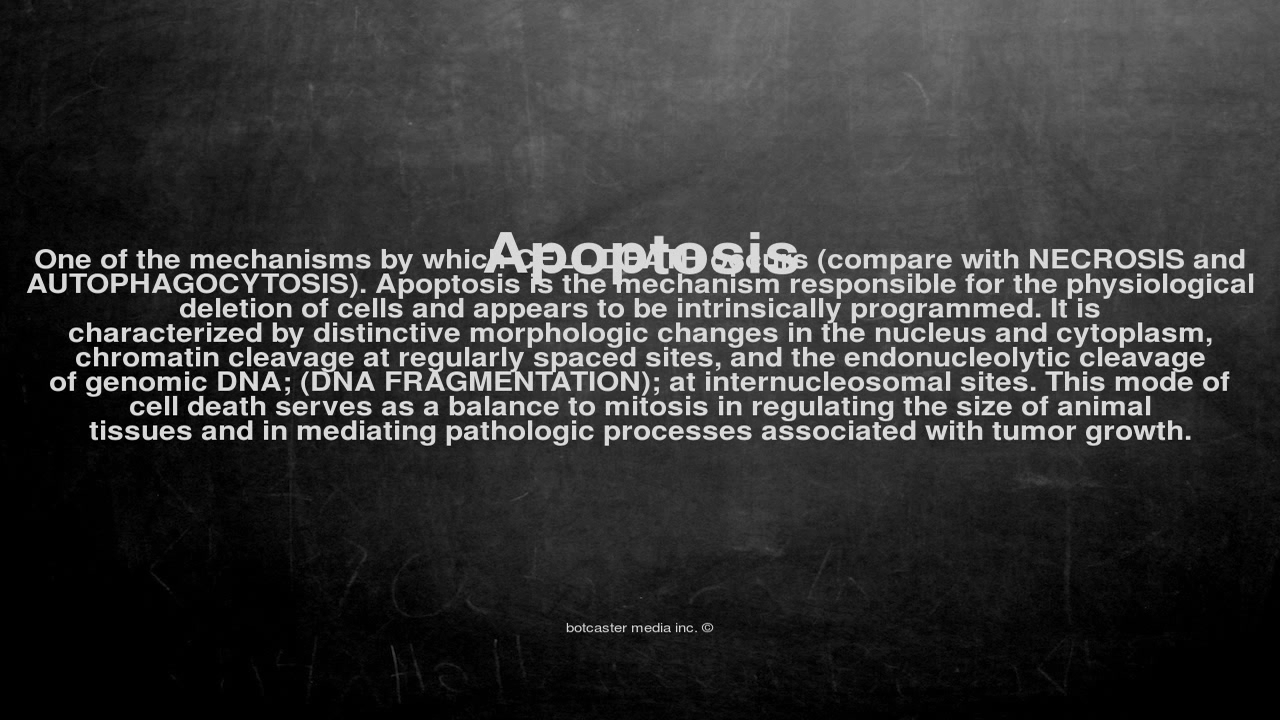 Apoptosis
One of the mechanisms by which CELL DEATH occurs (compare with NECROSIS and
AUTOPHAGOCYTOSIS). Apoptosis is the mechanism responsible for the physiological
deletion of cells and appears to be intrinsically programmed. It is
characterized by distinctive morphologic changes in the nucleus and cytoplasm,
chromatin cleavage at regularly spaced sites, and the endonucleolytic cleavage
of genomic DNA; (DNA FRAGMENTATION); at internucleosomal sites. This mode of
cell death serves as a balance to mitosis in regulating the size of animal
tissues and in mediating pathologic processes associated with tumor growth.
botcaster media inc. ©